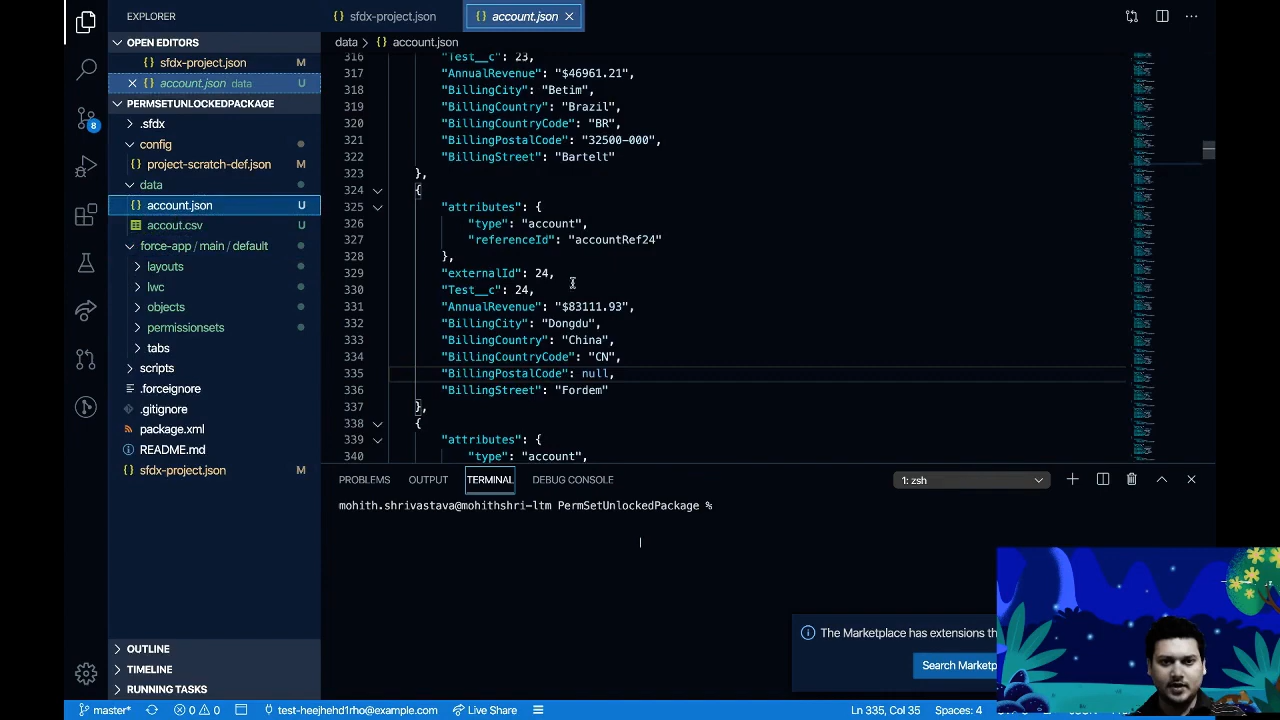 EXPLORER
OPEN EDITORS
sfdx-project.json M
account.json data U
PERMSETUNLOCKEDPACKAGE
.sfdx
config
project-scratch-def.json M
data
account.json U
accout.csv U
force-app / main / default
layouts
lwc
objects
permissionsets
tabs
scripts
.forceignore
.gitignore
package.xml
README.md
sfdx-project.json M
OUTLINE
TIMELINE
RUNNING TASKS
8
sfdx-project.json
account.json
data > account.json
316 "Test__c": 23,
317 "AnnualRevenue": "$46961.21",
318 "BillingCity": "Betim",
319 "BillingCountry": "Brazil",
320 "BillingCountryCode": "BR",
321 "BillingPostalCode": "32500-000",
322 "BillingStreet": "Bartelt"
323 },
324 {
325 "attributes": {
326 "type": "account",
327 "referenceId": "accountRef24"
328 },
329 "externalId": 24,
330 "Test__c": 24,
331 "AnnualRevenue": "$83111.93",
332 "BillingCity": "Dongdu",
333 "BillingCountry": "China",
334 "BillingCountryCode": "CN",
335 "BillingPostalCode": null,
336 "BillingStreet": "Fordem"
337 },
338 {
339 "attributes": {
340 "type": "account",
PROBLEMS OUTPUT TERMINAL DEBUG CONSOLE 1: zsh
mohith.shrivastava@mohithshri-ltm PermSetUnlockedPackage %
The Marketplace has extensions
Search
master* 0 0 test-heejhehd1rho@example.com Live Share Ln 335, Col 35 Spaces: 4